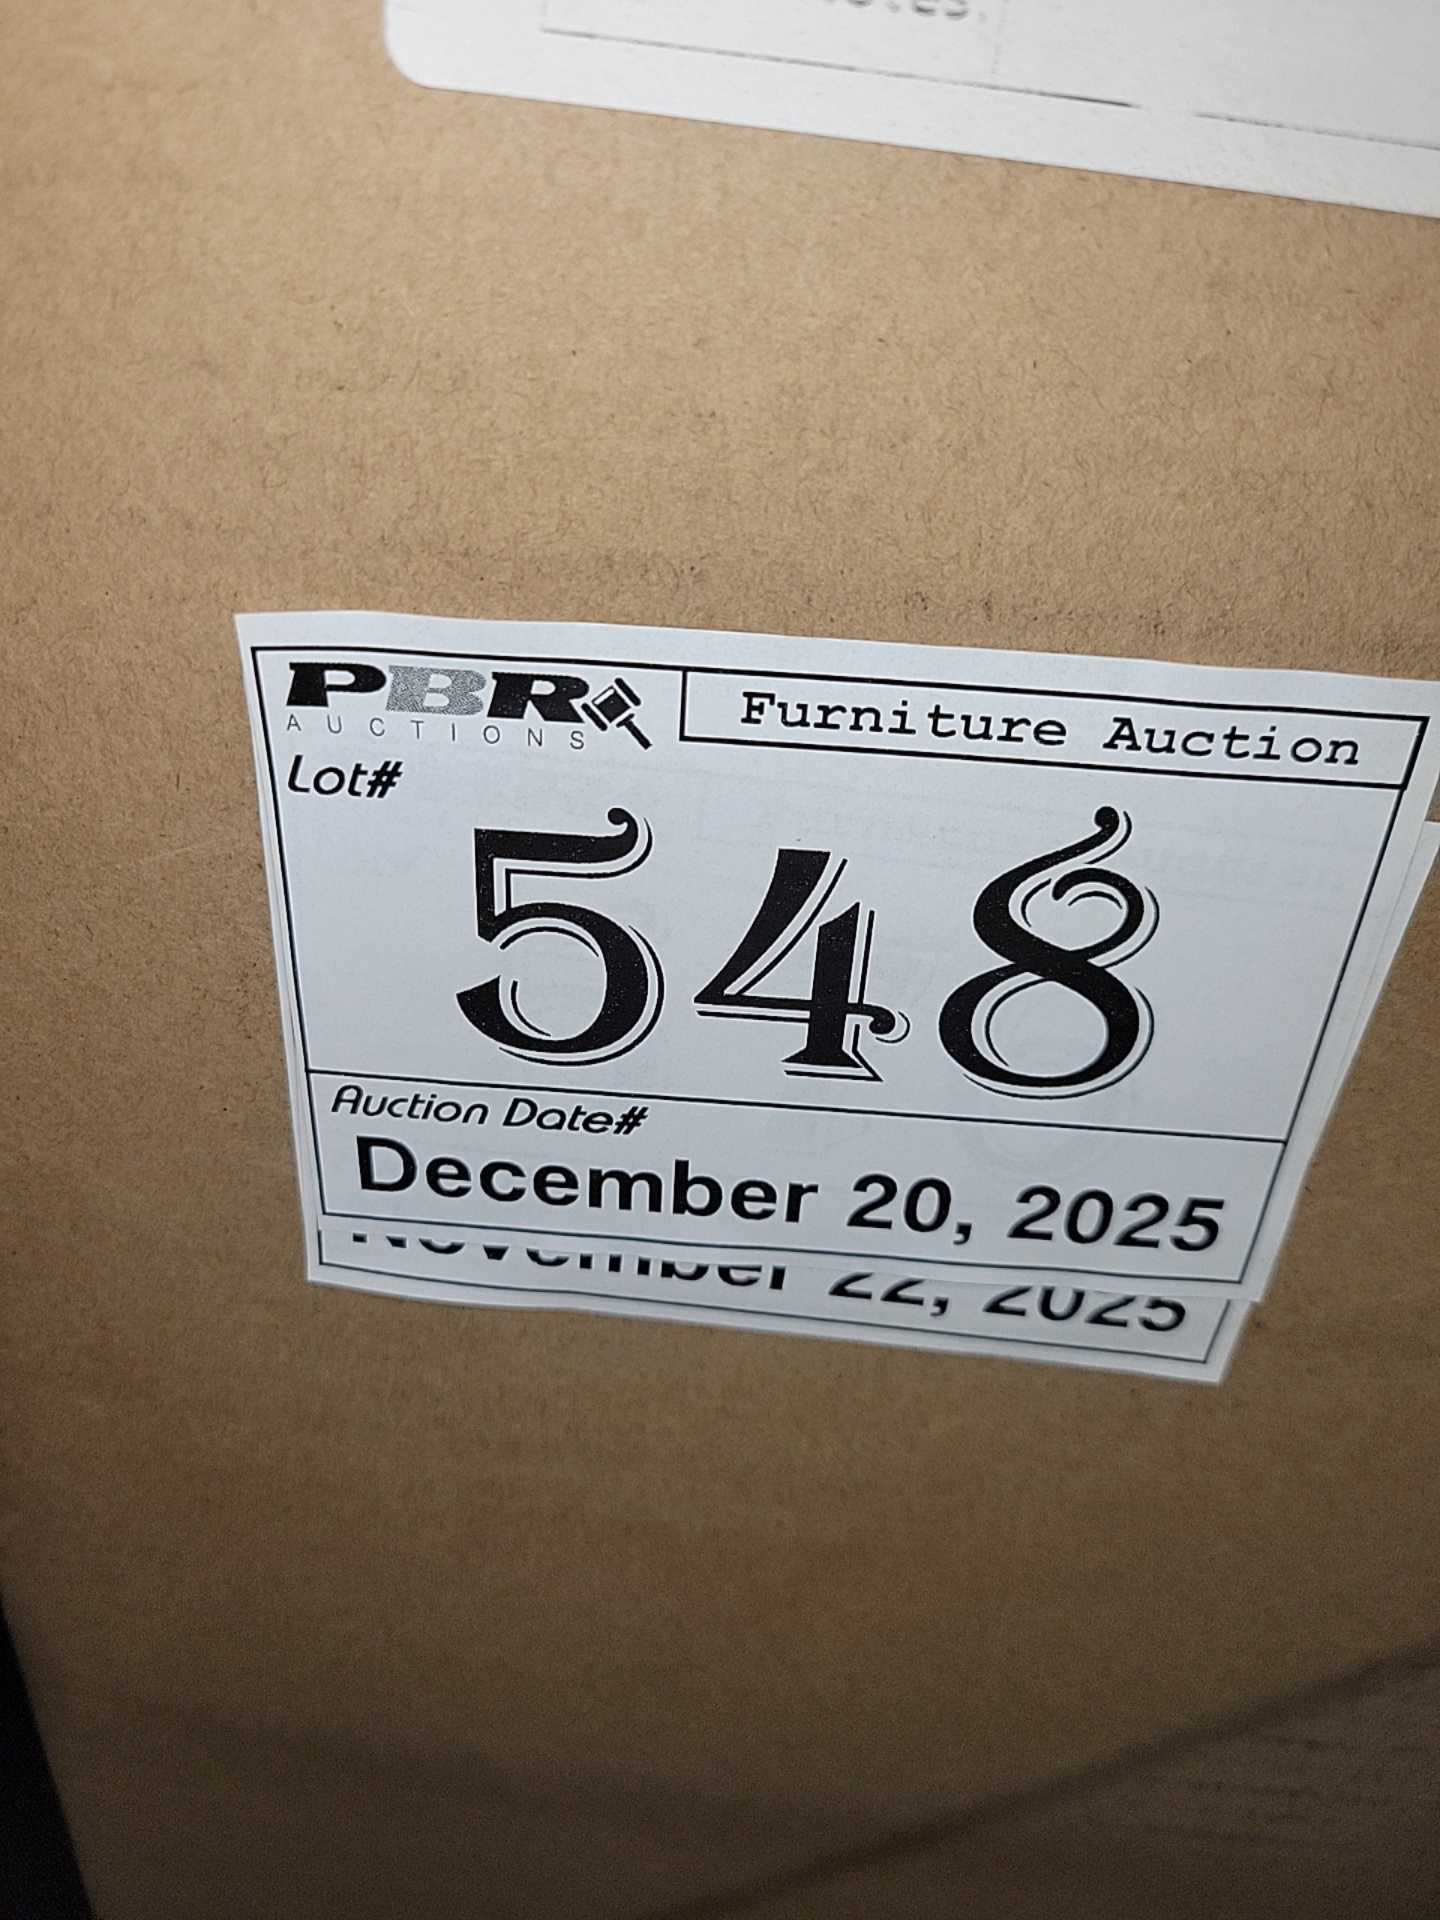 PBR
AUCTIONS
Furniture Auction
Lot#
548
Auction Date#
December 20, 2025
November 22, 2025